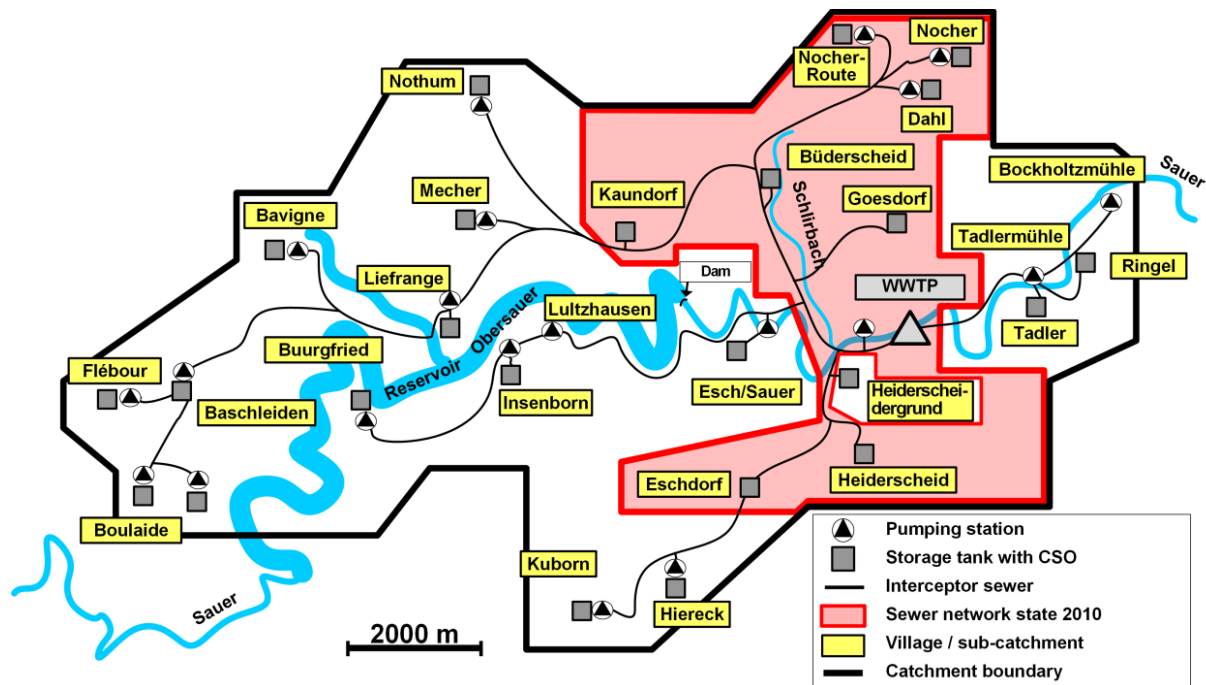 Nocher
Nocher-
Route
Nothum
Dahl
Büderscheid
Bockholtzmühle
Sauer
Mecher
Kaundorf
Schlirbach
Goesdorf
Bavigne
Tadlermühle
Ringel
Liefrange
Dam
WWTP
Lultzhausen
Reservoir Obersauer
Tadler
Buurgfried
Flébour
Baschleiden
Insenborn
Esch/Sauer
Heiderschei-
dergrund
Eschdorf
Heiderscheid
Boulaide
Kuborn
Sauer
Hiereck
2000 m
Pumping station
Storage tank with CSO
Interceptor sewer
Sewer network state 2010
Village / sub-catchment
Catchment boundary